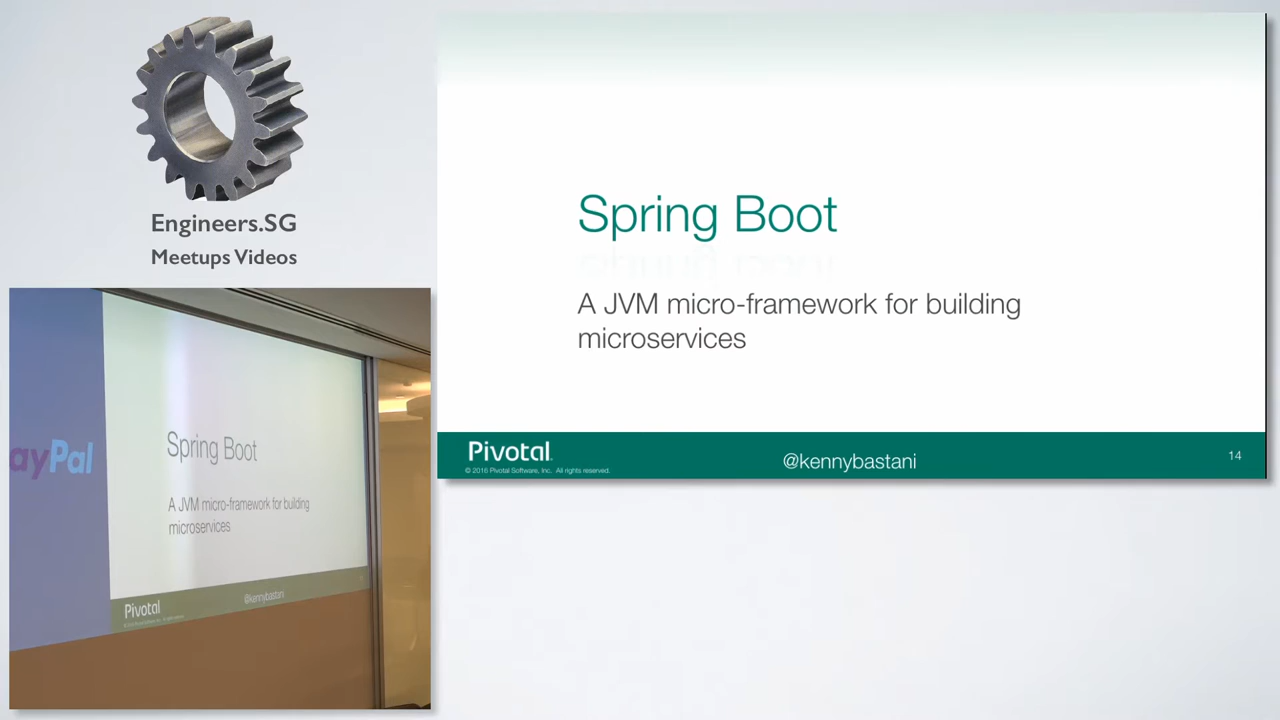 Engineers.SG
Meetups Videos
Spring Boot
A JVM micro-framework for building
microservices
Pivotal
© 2016 Pivotal Software, Inc. All rights reserved.
@kennybastani
14
ayPal
Spring Boot
A JVM micro-framework for building
microservices
Pivotal
@kennybastani